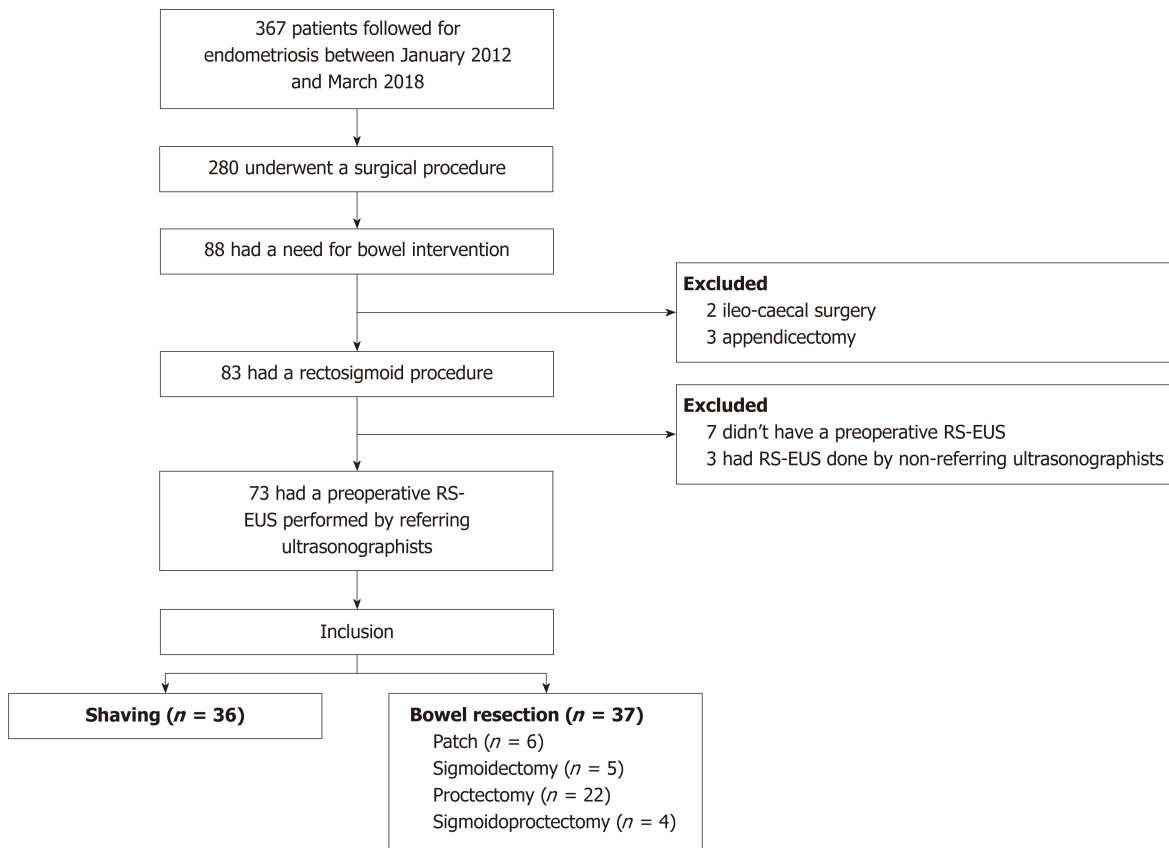 367 patients followed for
endometriosis between January 2012
and March 2018
280 underwent a surgical procedure
88 had a need for bowel intervention
Excluded
2 ileo-caecal surgery
3 appendicectomy
83 had a rectosigmoid procedure
Excluded
7 didn't have a preoperative RS-EUS
3 had RS-EUS done by non-referring ultrasonographists
73 had a preoperative RS-
EUS performed by referring
ultrasonographists
Inclusion
Shaving (n = 36)
Bowel resection (n = 37)
Patch (n = 6)
Sigmoidectomy (n = 5)
Proctectomy (n = 22)
Sigmoidoproctectomy (n = 4)